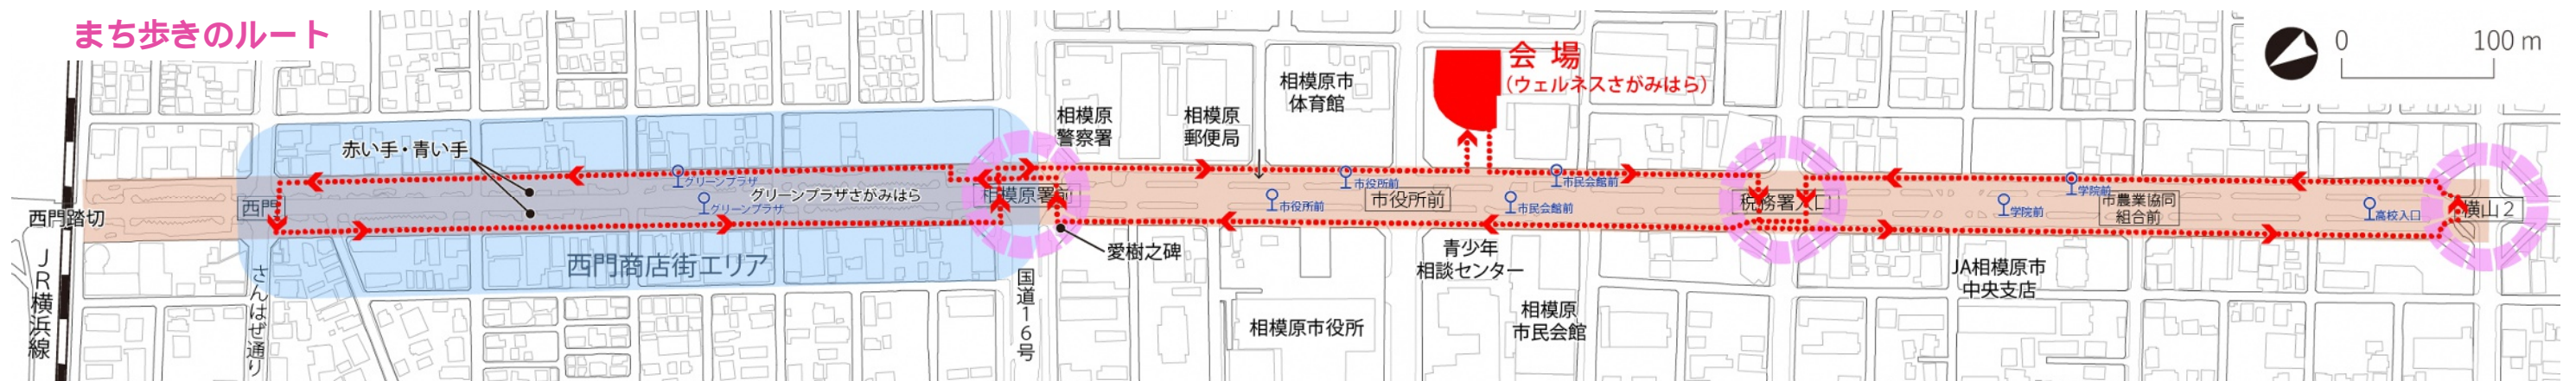 まち歩きのルート
0 100 m
会 場
(ウェルネスさがみはら)
相模原市
体育館
相模原
警察署
相模原
郵便局
赤い手・青い手
グリーンプラザ
グリーンプラザ
グリーンプラザさがみはら
相模原署前
市役所前
市役所前
市役所前
市民会館前
市民会館前
税務署入口
学院前
学院前
市農業協同
組合前
高校入口
横山2
西門
西門踏切
JR横浜線
さんはぜ通り
西門商店街エリア
国道16号
愛樹之碑
相模原市役所
青少年
相談センター
相模原
市民会館
JA相模原市
中央支店